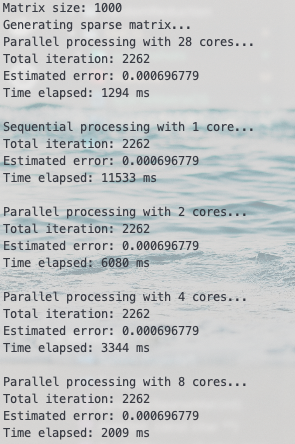 Matrix size: 1000
Generating sparse matrix...
Parallel processing with 28 cores...
Total iteration: 2262
Estimated error: 0.000696779
Time elapsed: 1294 ms
Sequential processing with 1 core...
Total iteration: 2262
Estimated error: 0.000696779
Time elapsed: 11533 ms
Parallel processing with 2 cores...
Total iteration: 2262
Estimated error: 0.000696779
Time elapsed: 6080 ms
Parallel processing with 4 cores...
Total iteration: 2262
Estimated error: 0.000696779
Time elapsed: 3344 ms
Parallel processing with 8 cores...
Total iteration: 2262
Estimated error: 0.000696779
Time elapsed: 2009 ms